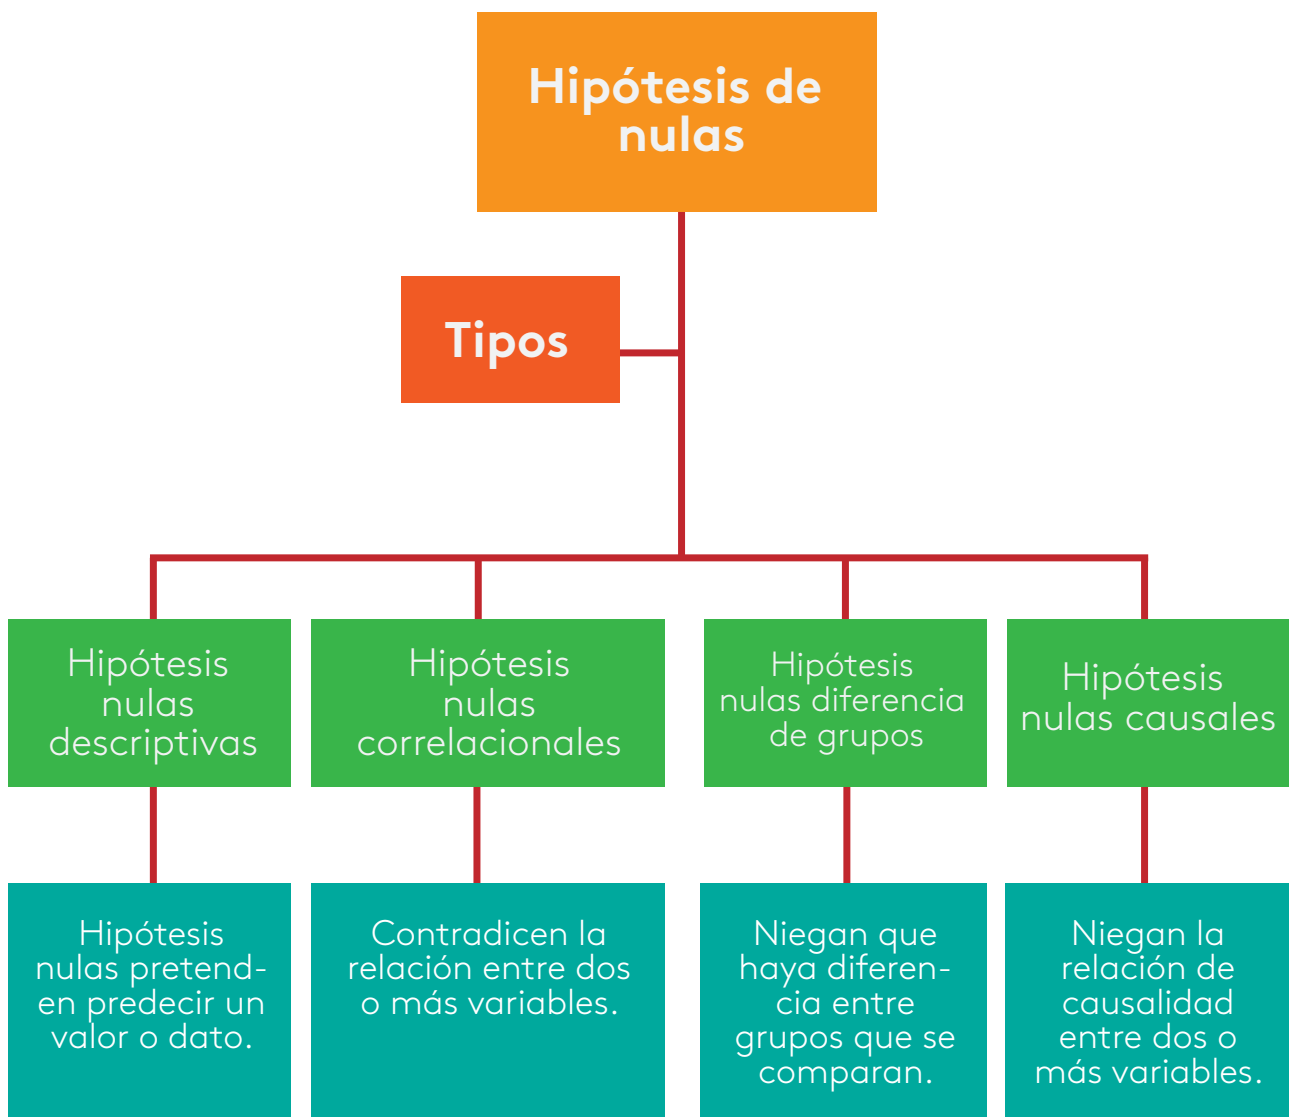 Hipótesis de
nulas
Tipos
Hipótesis
nulas
descriptivas
Hipótesis
nulas
correlacionales
Hipótesis
nulas diferencia
de grupos
Hipótesis
nulas causales
Hipótesis
nulas pretend-
en predecir un
valor o dato.
Contradicen la
relación entre dos
o más variables.
Niegan que
haya diferen-
cia entre
grupos que se
comparan.
Niegan la
relación de
causalidad
entre dos o
más variables.